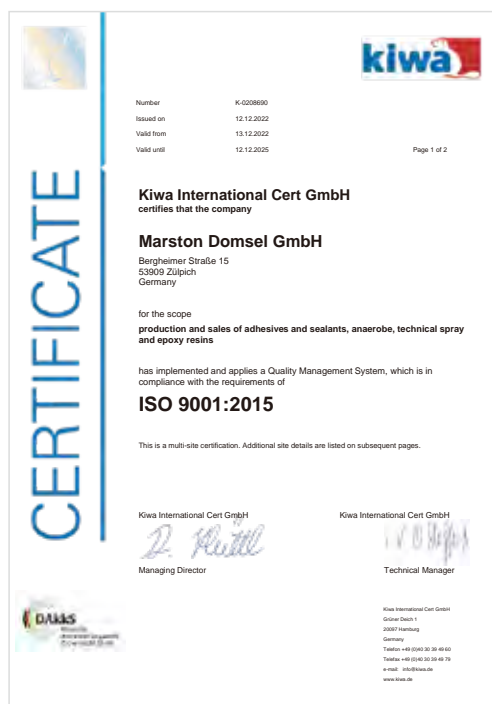 kiwa
Number K-0208690
Issued on 12.12.2022
Valid from 13.12.2022
Valid until 12.12.2025 Page 1 of 2
CERTIFICATE
Kiwa International Cert GmbH
certifies that the company
Marston Domsel GmbH
Bergheimer Straße 15
53909 Zülpich
Germany
for the scope
production and sales of adhesives and sealants, anaerobe, technical spray
and epoxy resins
has implemented and applies a Quality Management System, which is in
compliance with the requirements of
ISO 9001:2015
This is a multi-site certification. Additional site details are listed on subsequent pages.
Kiwa International Cert GmbH Kiwa International Cert GmbH
Managing Director Technical Manager
DAkkS
Kiwa International Cert GmbH
Grüner Deich 1
20097 Hamburg
Germany
Telefon +49 (0)40 30 39 49 60
Telefax +49 (0)40 30 39 49 79
e-mail: info@kiwa.de
www.kiwa.de